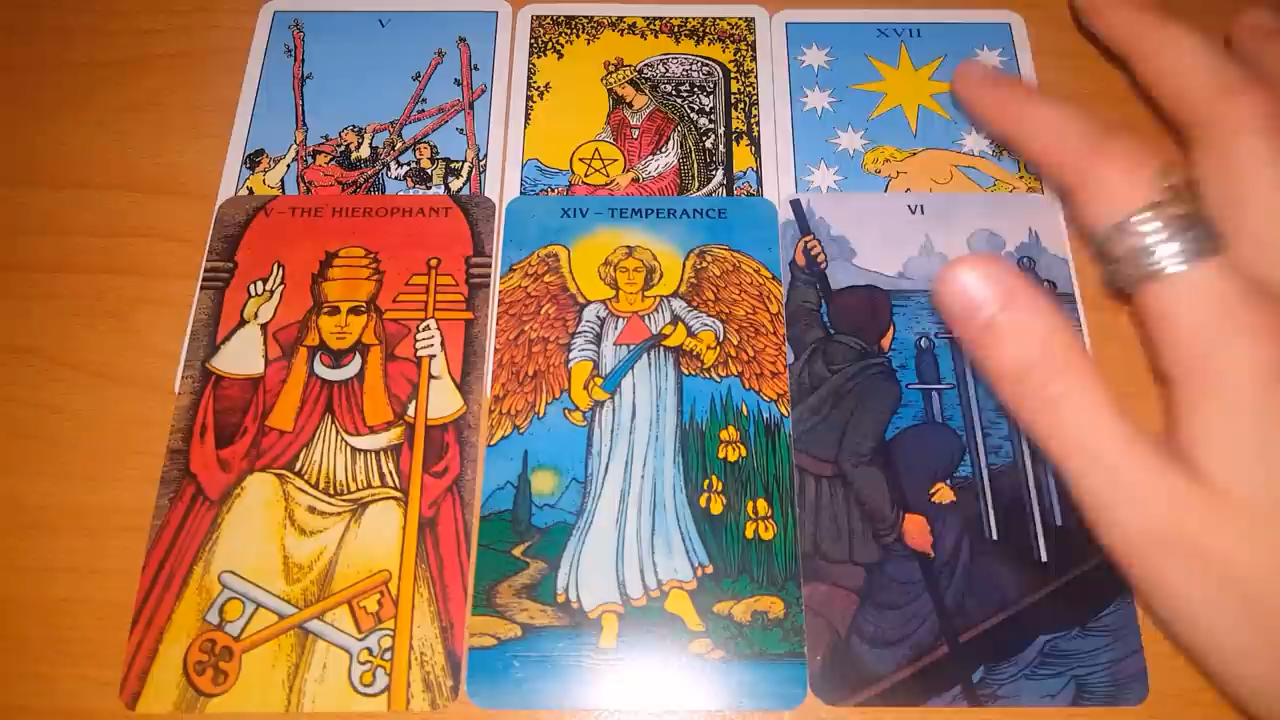 V
XVII
V – THE HIEROPHANT
XIV – TEMPERANCE
VI